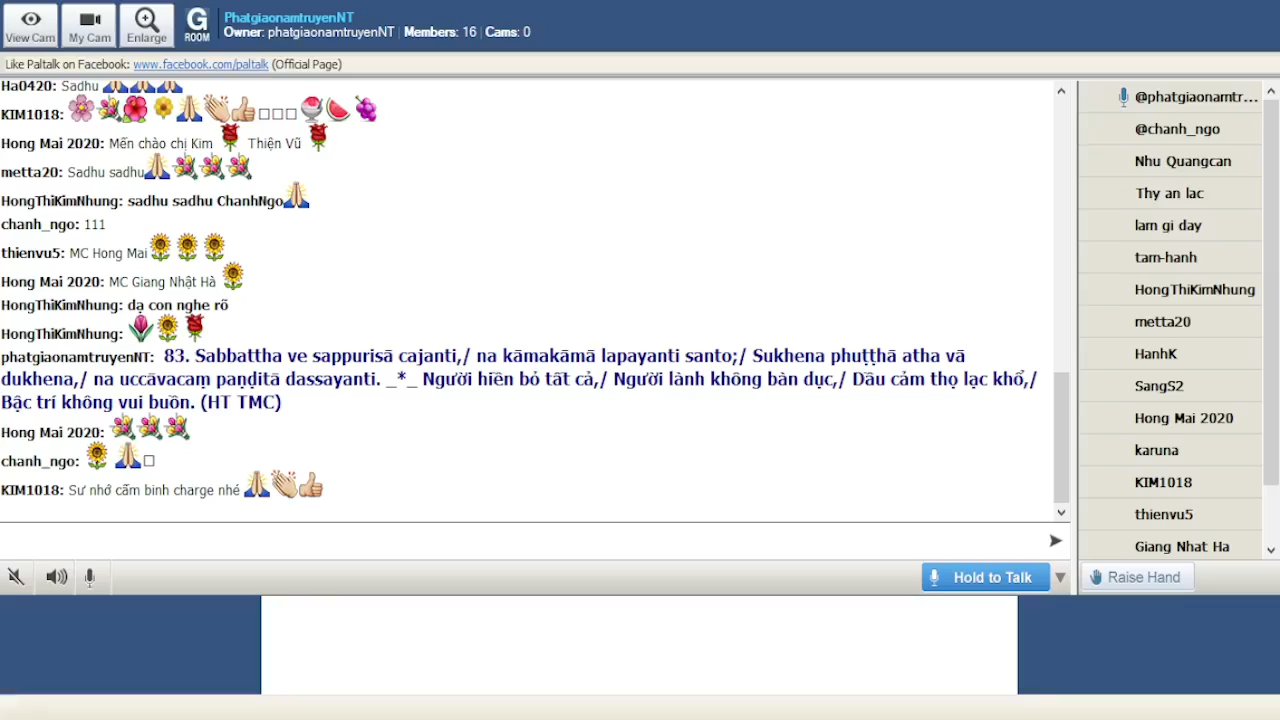 View Cam
My Cam
Enlarge
G
ROOM
PhatgiaonamtruyenNT
Owner: phatgiaonamtruyenNT | Members: 16 | Cams: 0
Like Paltalk on Facebook: www.facebook.com/paltalk (Official Page)
Ha0420: Sadhu
KIM1018:
Hong Mai 2020: Mến chào chị Kim Thiện Vũ
metta20: Sadhu sadhu
HongThiKimNhung: sadhu sadhu ChanhNgo
chanh_ngo: 111
thienvu5: MC Hong Mai
Hong Mai 2020: MC Giang Nhật Hà
HongThiKimNhung: dạ con nghe rõ
HongThiKimNhung:
phatgiaonamtruyenNT: 83. Sabbattha ve sappurisā cajanti,/ na kāmakāmā lapayanti santo;/ Sukhena phuṭṭhā atha vā
dukhena,/ na uccāvacaṃ paṇḍitā dassayanti. _*_ Người hiền bỏ tất cả,/ Người lành không bàn dục,/ Dầu cảm thọ lạc khổ,/
Bậc trí không vui buồn. (HT TMC)
Hong Mai 2020:
chanh_ngo:
KIM1018: Sư nhớ cấm binh charge nhé
@phatgiaonamtr...
@chanh_ngo
Nhu Quangcan
Thy an lac
lam gi day
tam-hanh
HongThiKimNhung
metta20
HanhK
SangS2
Hong Mai 2020
karuna
KIM1018
thienvu5
Giang Nhat Ha
Hold to Talk
Raise Hand